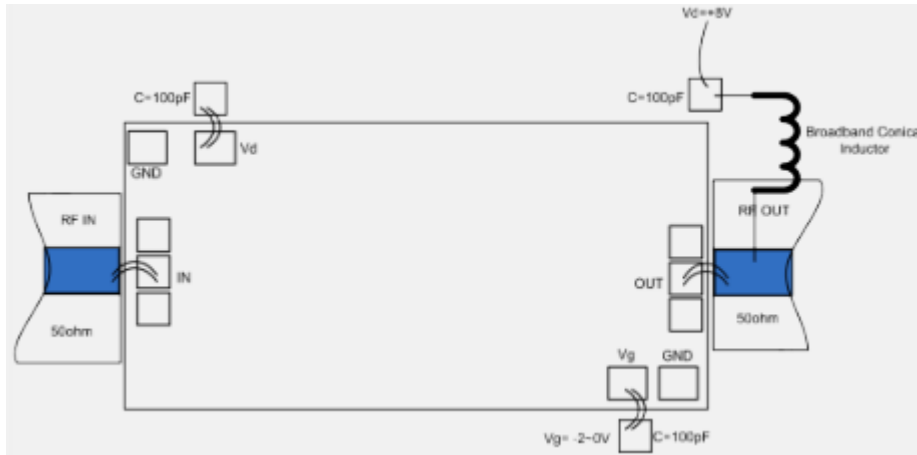 Vd=+8V
C=100pF
C=100pF
Broadband Conical
Inductor
Vd
GND
RF IN
RF OUT
IN
OUT
50ohm
50ohm
Vg
GND
Vg= -2~0V
C=100pF